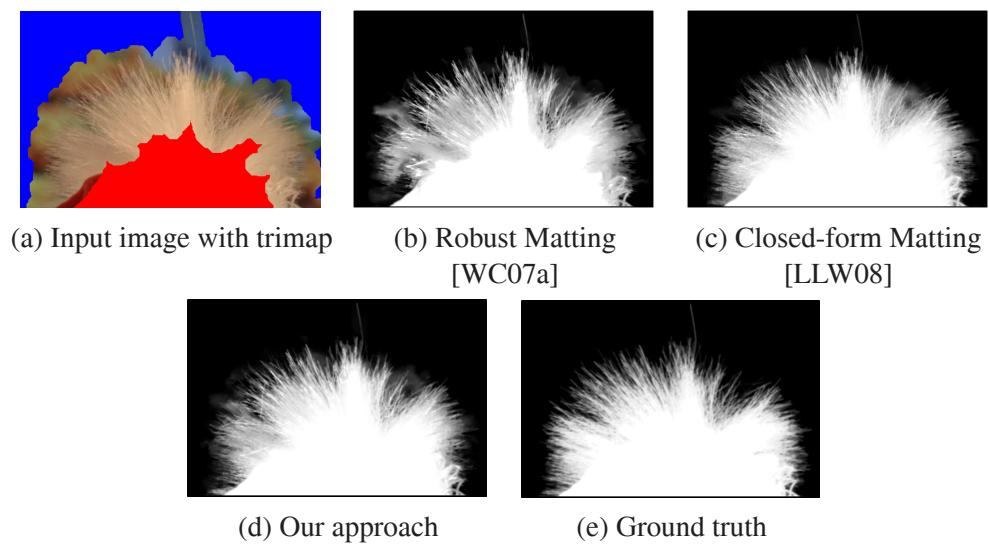 (a) Input image with trimap
(b) Robust Matting
[WC07a]
(c) Closed-form Matting
[LLW08]
(d) Our approach
(e) Ground truth